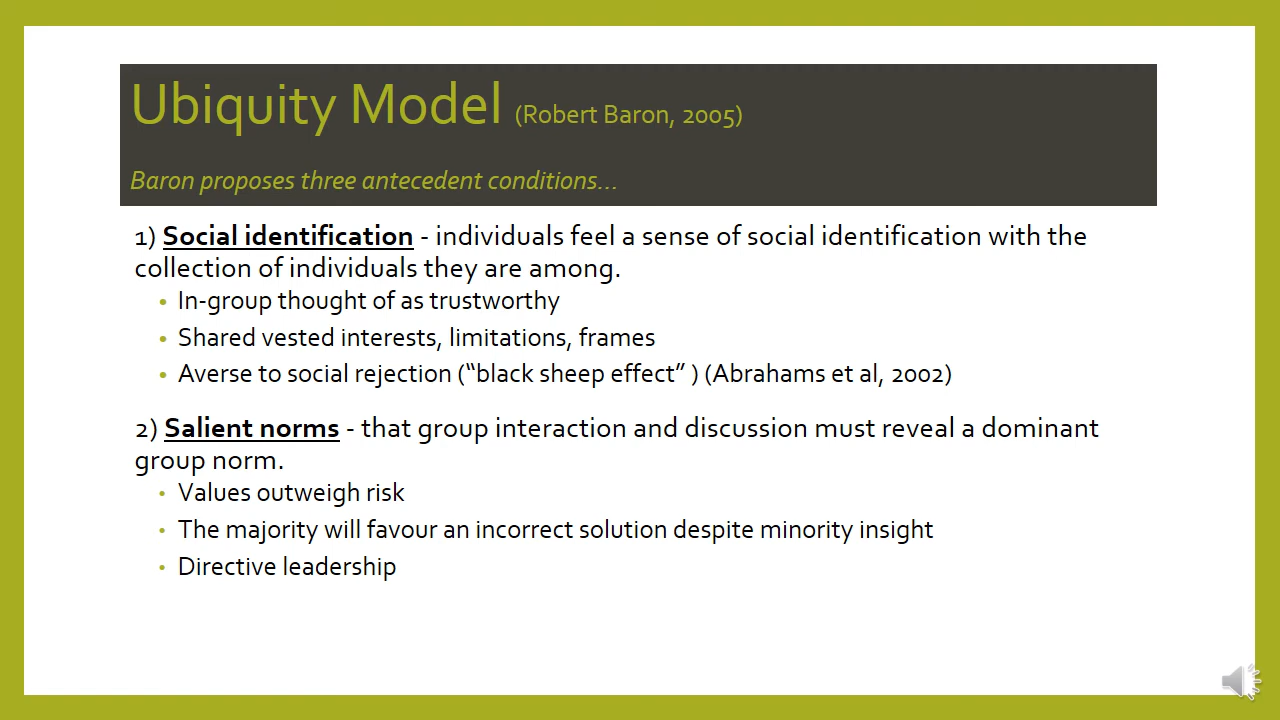 Ubiquity Model (Robert Baron, 2005)
Baron proposes three antecedent conditions...
1) Social identification - individuals feel a sense of social identification with the
collection of individuals they are among.
• In-group thought of as trustworthy
• Shared vested interests, limitations, frames
• Averse to social rejection (“black sheep effect” ) (Abrahams et al, 2002)
2) Salient norms - that group interaction and discussion must reveal a dominant
group norm.
• Values outweigh risk
• The majority will favour an incorrect solution despite minority insight
• Directive leadership